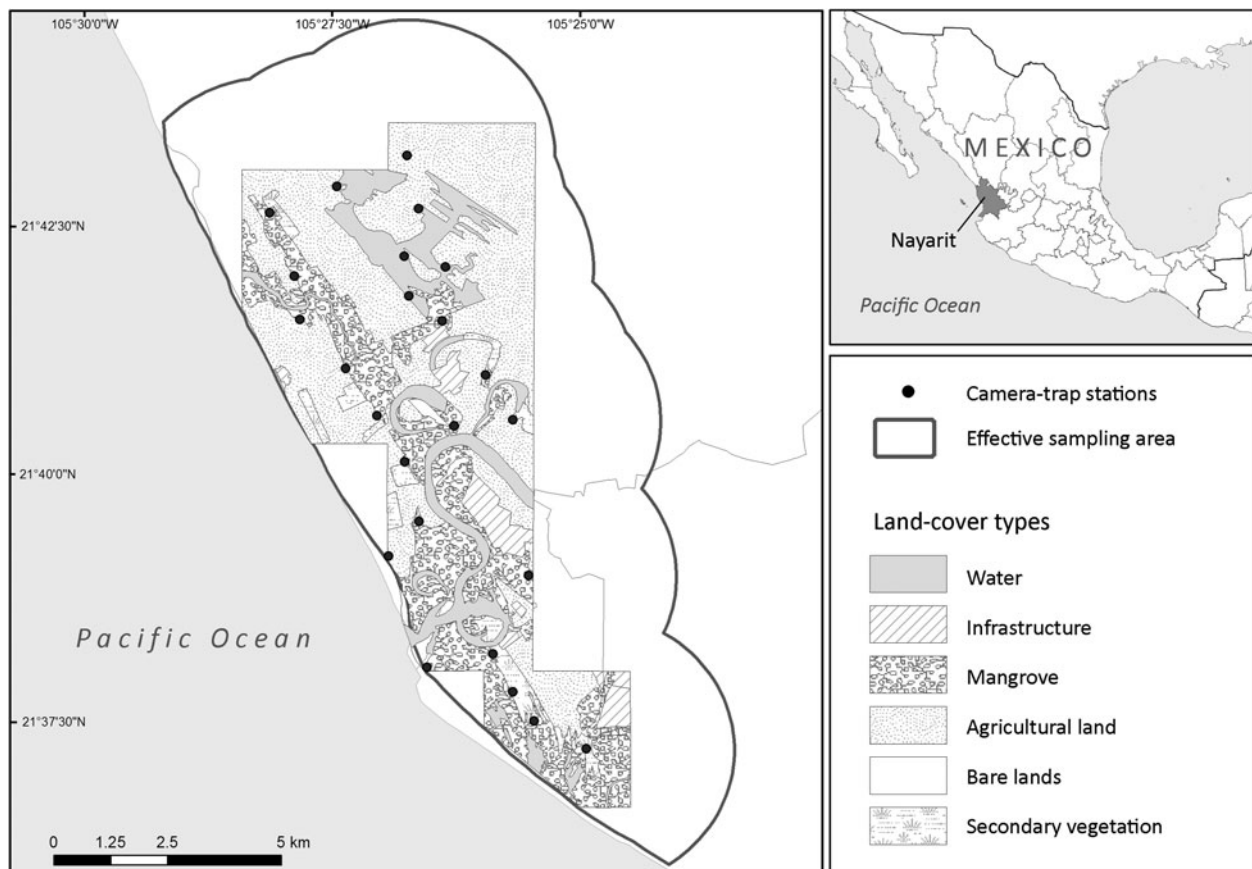 105°30'0"W
105°27'30"W
105°25'0"W
21°42'30"N
21°40'0"N
21°37'30"N
Pacific Ocean
0 1.25 2.5 5 km
MEXICO
Nayarit
Pacific Ocean
Camera-trap stations
Effective sampling area
Land-cover types
Water
Infrastructure
Mangrove
Agricultural land
Bare lands
Secondary vegetation